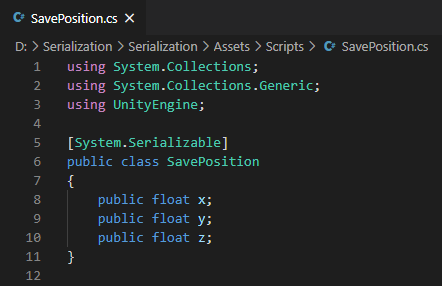 SavePosition.cs ×
D: > Serialization > Serialization > Assets > Scripts > SavePosition.cs
1 using System.Collections;
2 using System.Collections.Generic;
3 using UnityEngine;
4
5 [System.Serializable]
6 public class SavePosition
7 {
8 public float x;
9 public float y;
10 public float z;
11 }
12